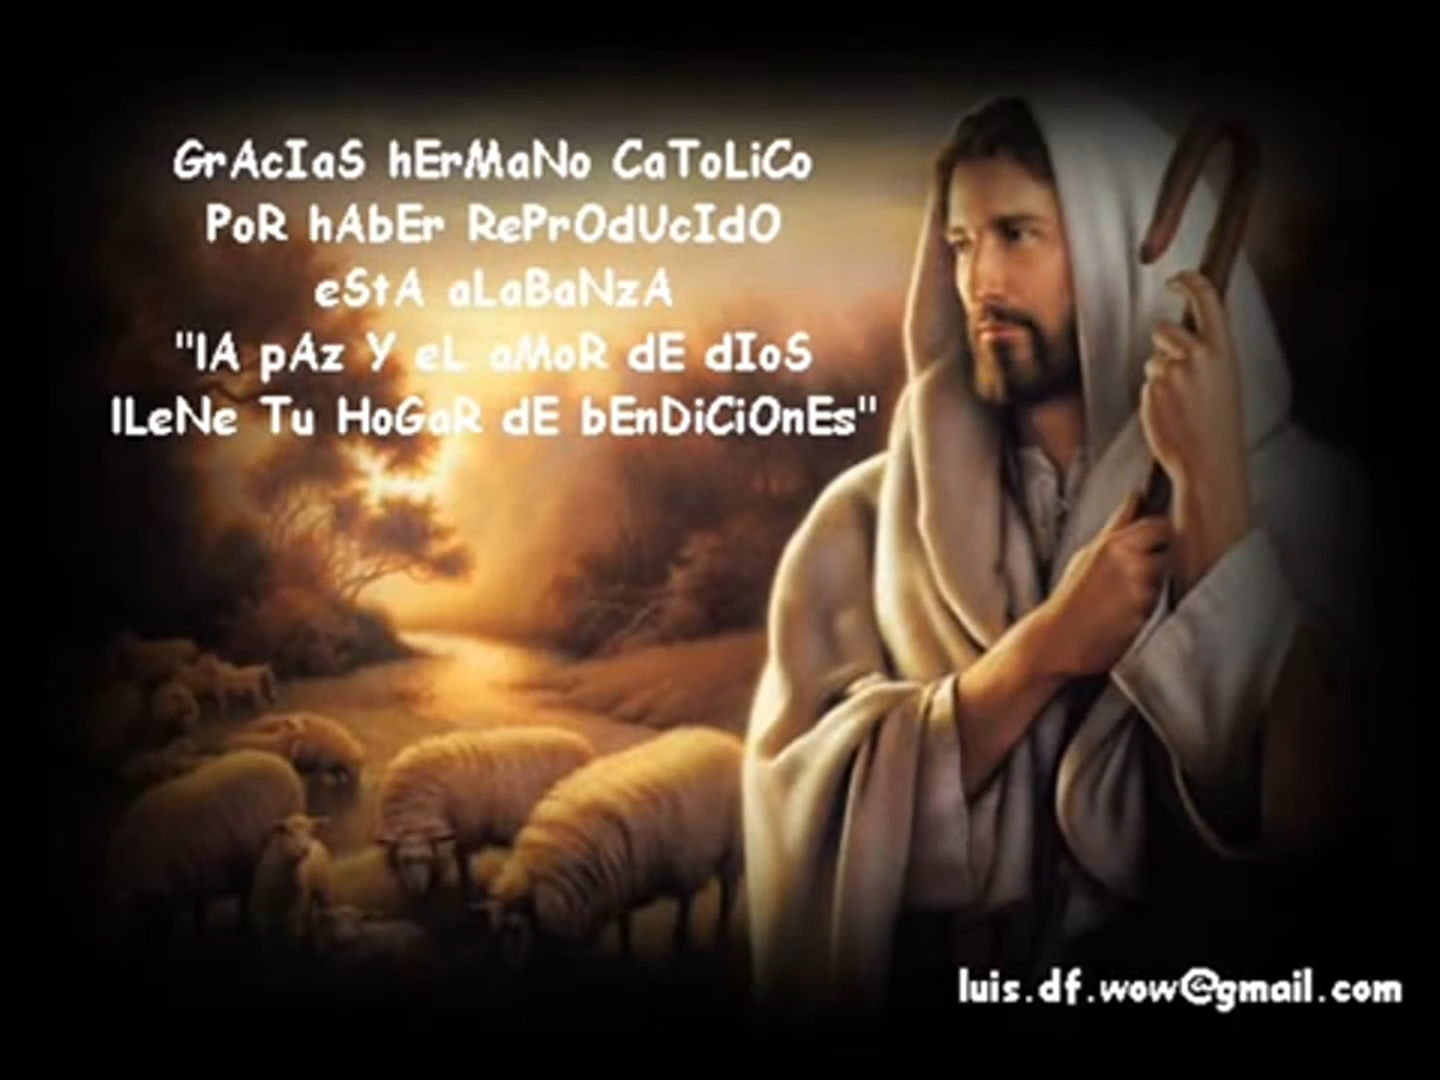 GrAcIaS hErMaNo CaToLiCo
PoR hAbEr RePrOdUcIdO
eStA aLaBaNzA
"lA pAz Y eL aMoR dE dIoS
lLeNe Tu HoGaR dE bEnDiCiOnEs"
luis.df.wow@gmail.com